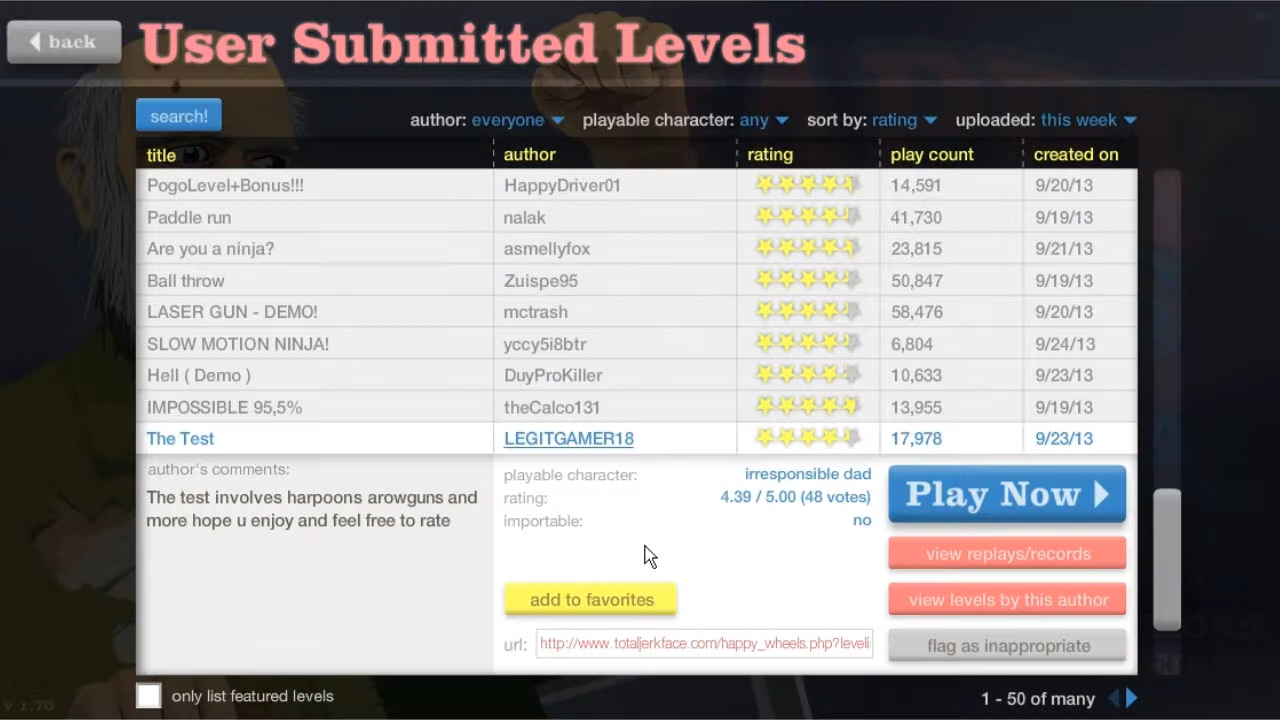 back
User Submitted Levels
search!
author: everyone
playable character: any
sort by: rating
uploaded: this week
title author rating play count created on
PogoLevel+Bonus!!! HappyDriver01 14,591 9/20/13
Paddle run nalak 41,730 9/19/13
Are you a ninja? asmellyfox 23,815 9/21/13
Ball throw Zuispe95 50,847 9/19/13
LASER GUN - DEMO! mctrash 58,476 9/20/13
SLOW MOTION NINJA! yccy5i8btr 6,804 9/24/13
Hell ( Demo ) DuyProKiller 10,633 9/23/13
IMPOSSIBLE 95,5% theCalco131 13,955 9/19/13
The Test LEGITGAMER18 17,978 9/23/13
author's comments:
The test involves harpoons arowguns and
more hope u enjoy and feel free to rate
playable character: irresponsible dad
rating: 4.39 / 5.00 (48 votes)
importable: no
add to favorites
url: http://www.totaljerkface.com/happy_wheels.php?leveli
Play Now
view replays/records
view levels by this author
flag as inappropriate
only list featured levels
1 - 50 of many
v 1.70